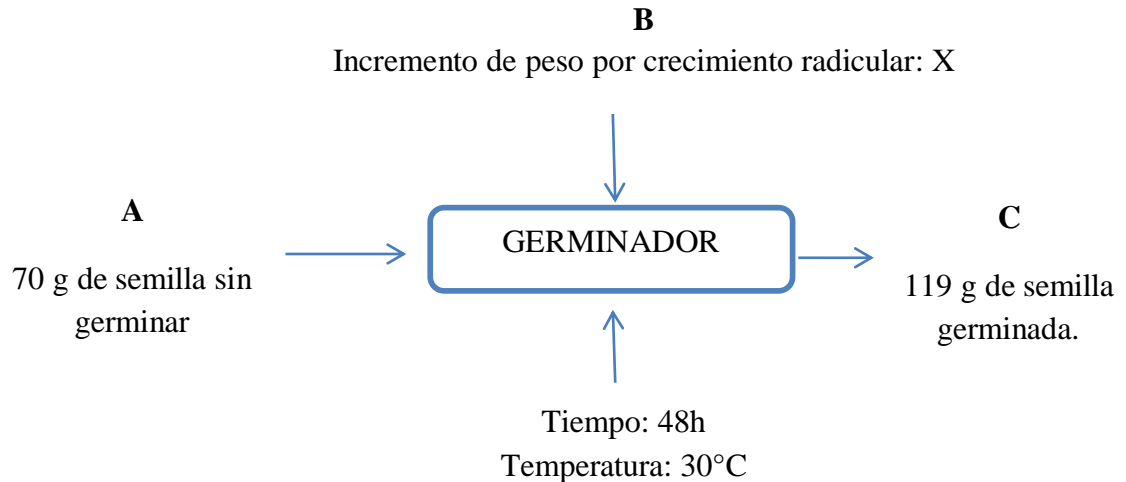 B
Incremento de peso por crecimiento radicular: X
A
70 g de semilla sin
germinar
GERMINADOR
C
119 g de semilla
germinada.
Tiempo: 48h
Temperatura: 30°C